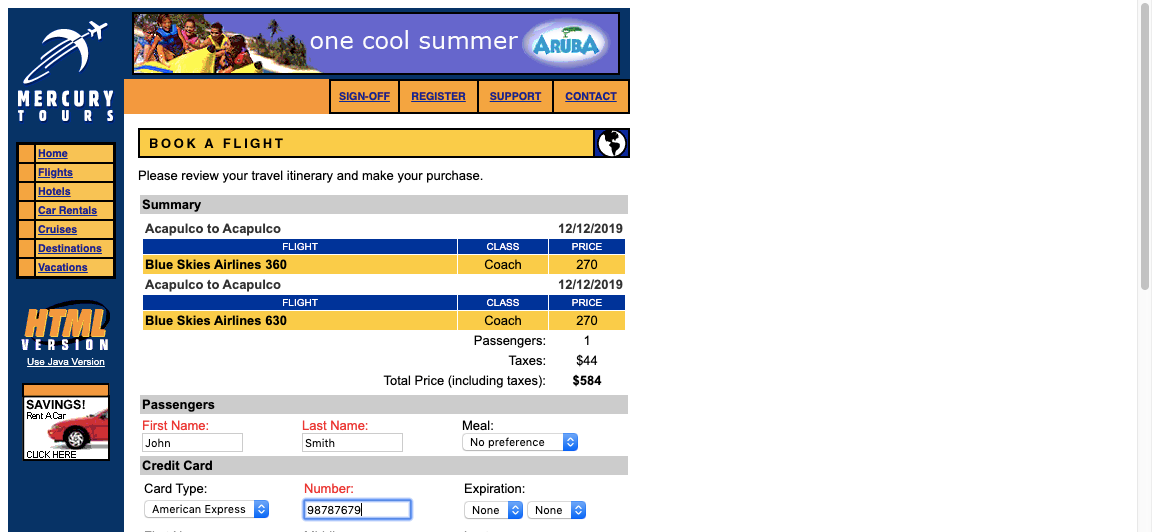 one cool summer ARUBA
MERCURY
TOURS
SIGN-OFF REGISTER SUPPORT CONTACT
Home
Flights
Hotels
Car Rentals
Cruises
Destinations
Vacations
HTML
VERSION
Use Java Version
SAVINGS!
Rent A Car
CLICK HERE
BOOK A FLIGHT
Please review your travel itinerary and make your purchase.
Summary
Acapulco to Acapulco 12/12/2019
FLIGHT CLASS PRICE
Blue Skies Airlines 360 Coach 270
Acapulco to Acapulco 12/12/2019
FLIGHT CLASS PRICE
Blue Skies Airlines 630 Coach 270
Passengers: 1
Taxes: $44
Total Price (including taxes): $584
Passengers
First Name: Last Name: Meal:
John Smith No preference
Credit Card
Card Type: Number: Expiration:
American Express 98787679 None None